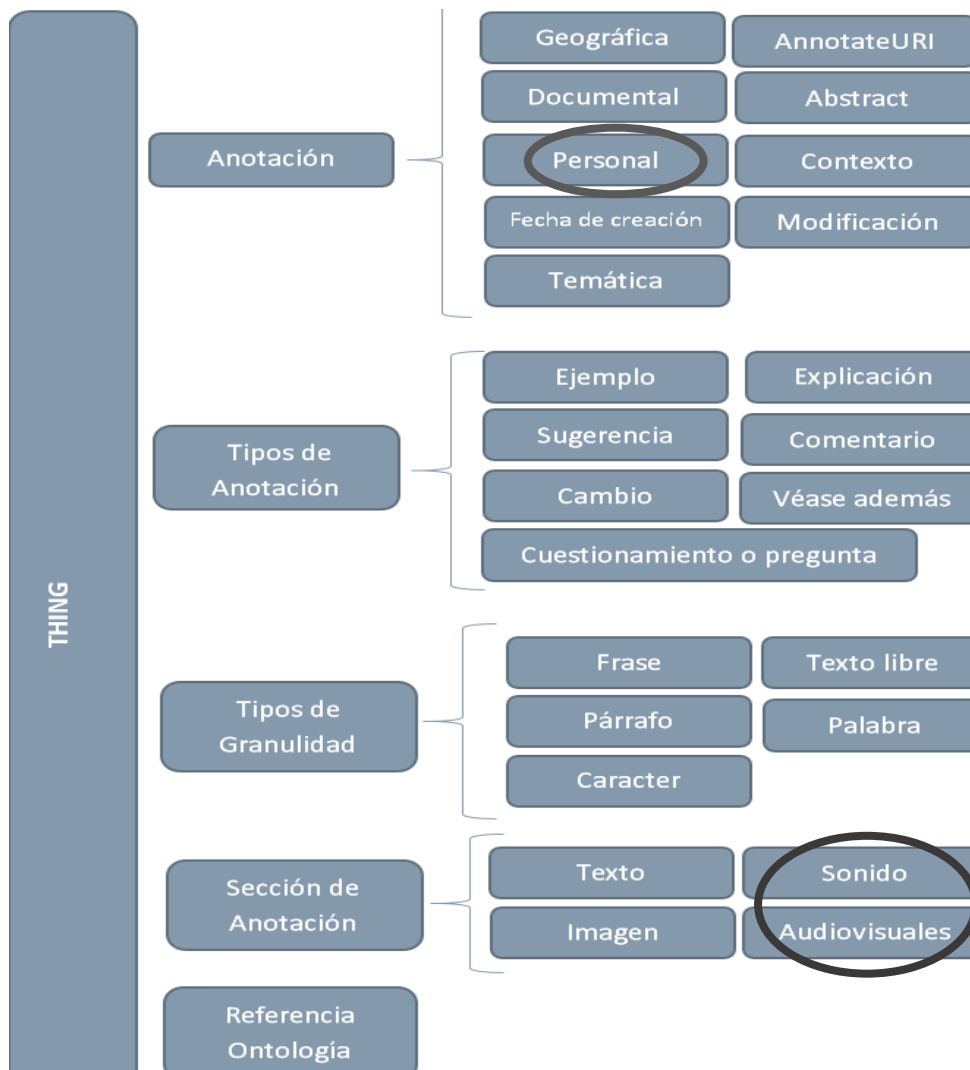 THING
Anotación
Geográfica
AnnotateURI
Documental
Abstract
Personal
Contexto
Fecha de creación
Modificación
Temática
Tipos de
Anotación
Ejemplo
Explicación
Sugerencia
Comentario
Cambio
Véase además
Cuestionamiento o pregunta
Tipos de
Granulidad
Frase
Texto libre
Párrafo
Palabra
Caracter
Sección de
Anotación
Texto
Sonido
Imagen
Audiovisuales
Referencia
Ontología